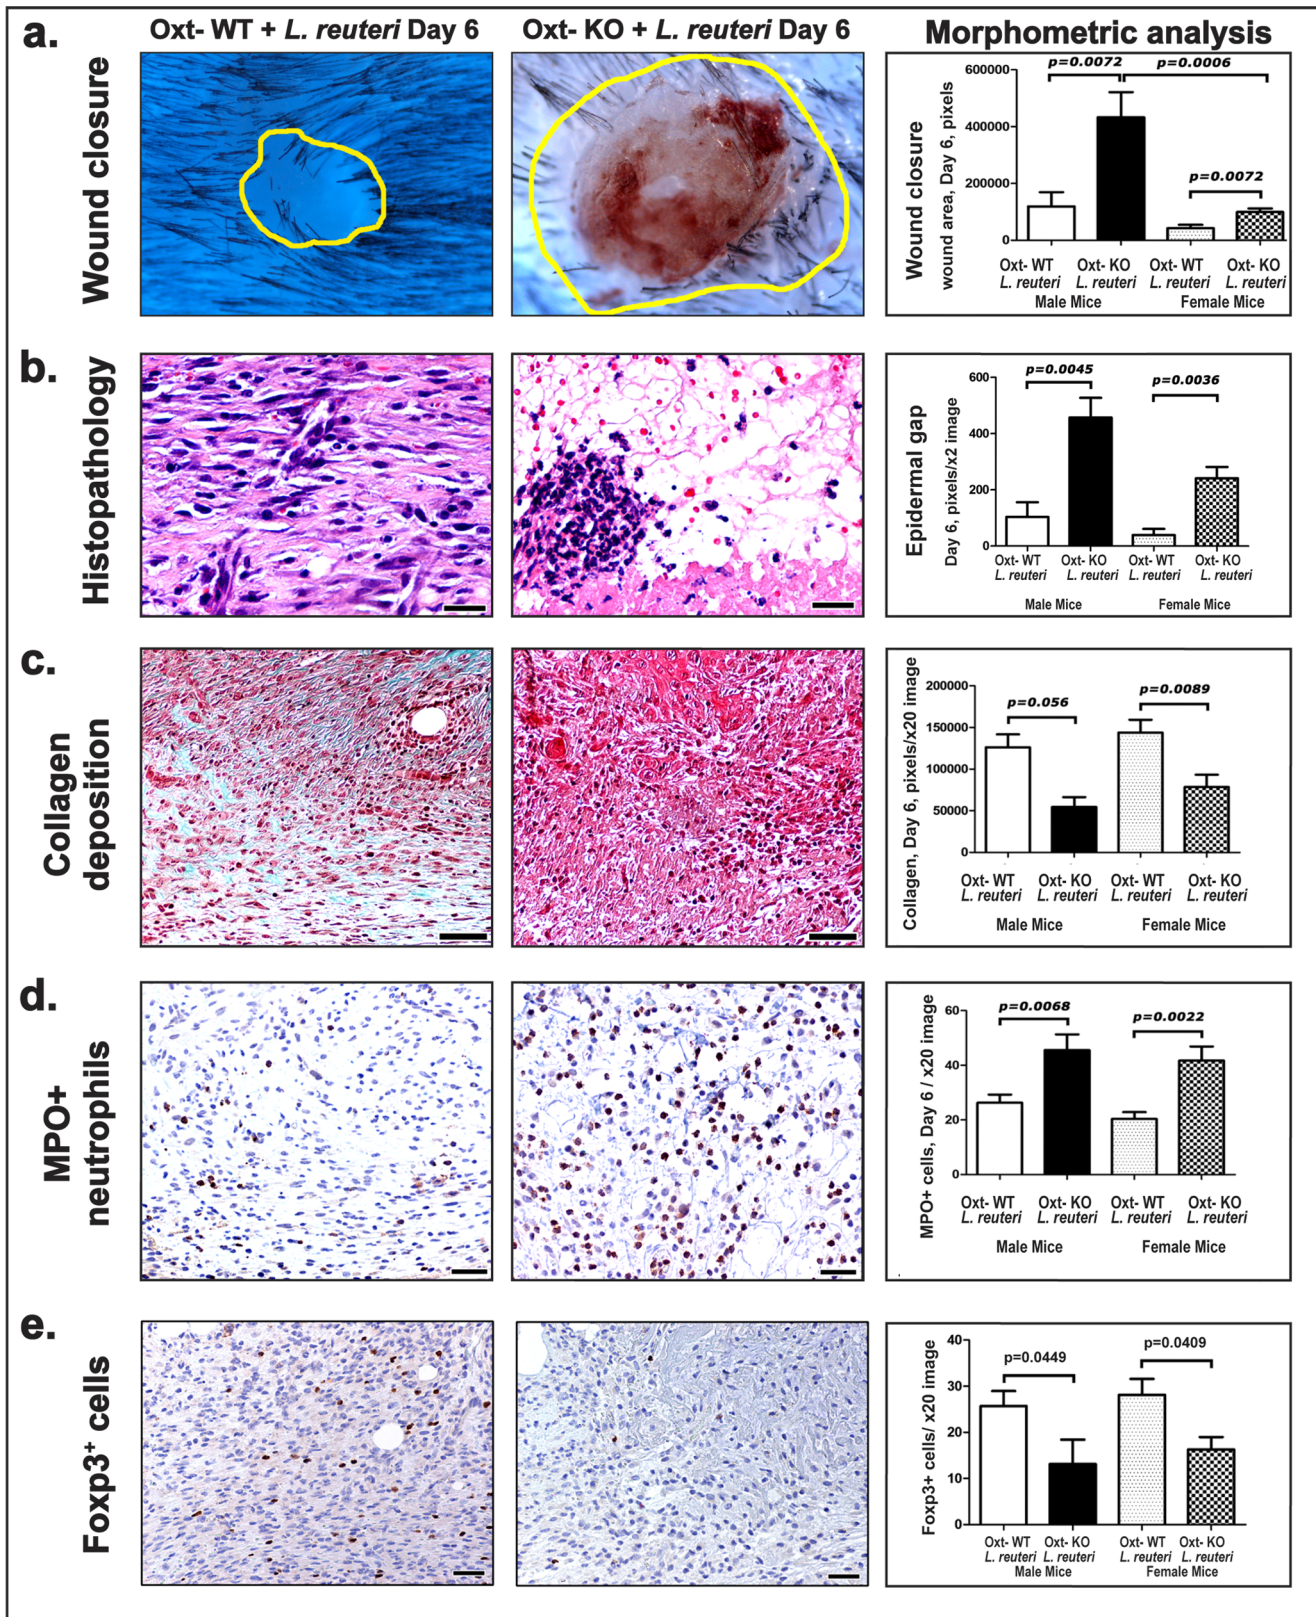 a.
Oxt- WT + L. reuteri Day 6
Oxt- KO + L. reuteri Day 6
Morphometric analysis
Wound closure
Wound closure
wound area, Day 6, pixels
600000
400000
200000
0
p=0.0072
p=0.0006
p=0.0072
Oxt- WT Oxt- KO Oxt- WT Oxt- KO
L. reuteri L. reuteri L. reuteri L. reuteri
Male Mice Female Mice
b.
Histopathology
Epidermal gap
Day 6, pixels/x2 image
600
400
200
0
p=0.0045
p=0.0036
Oxt- WT Oxt- KO Oxt- WT Oxt- KO
L. reuteri L. reuteri L. reuteri L. reuteri
Male Mice Female Mice
c.
Collagen
deposition
Collagen, Day 6, pixels/x20 image
200000
150000
100000
50000
0
p=0.056
p=0.0089
Oxt- WT Oxt- KO Oxt- WT Oxt- KO
L. reuteri L. reuteri L. reuteri L. reuteri
Male Mice Female Mice
d.
MPO+
neutrophils
MPO+ cells, Day 6 / x20 image
60
40
20
0
p=0.0068
p=0.0022
Oxt- WT Oxt- KO Oxt- WT Oxt- KO
L. reuteri L. reuteri L. reuteri L. reuteri
Male Mice Female Mice
e.
Foxp3+ cells
Foxp3+ cells/ x20 image
40
30
20
10
0
p=0.0449
p=0.0409
Oxt- WT Oxt- KO Oxt- WT Oxt- KO
L. reuteri L. reuteri L. reuteri L. reuteri
Male Mice Female Mice